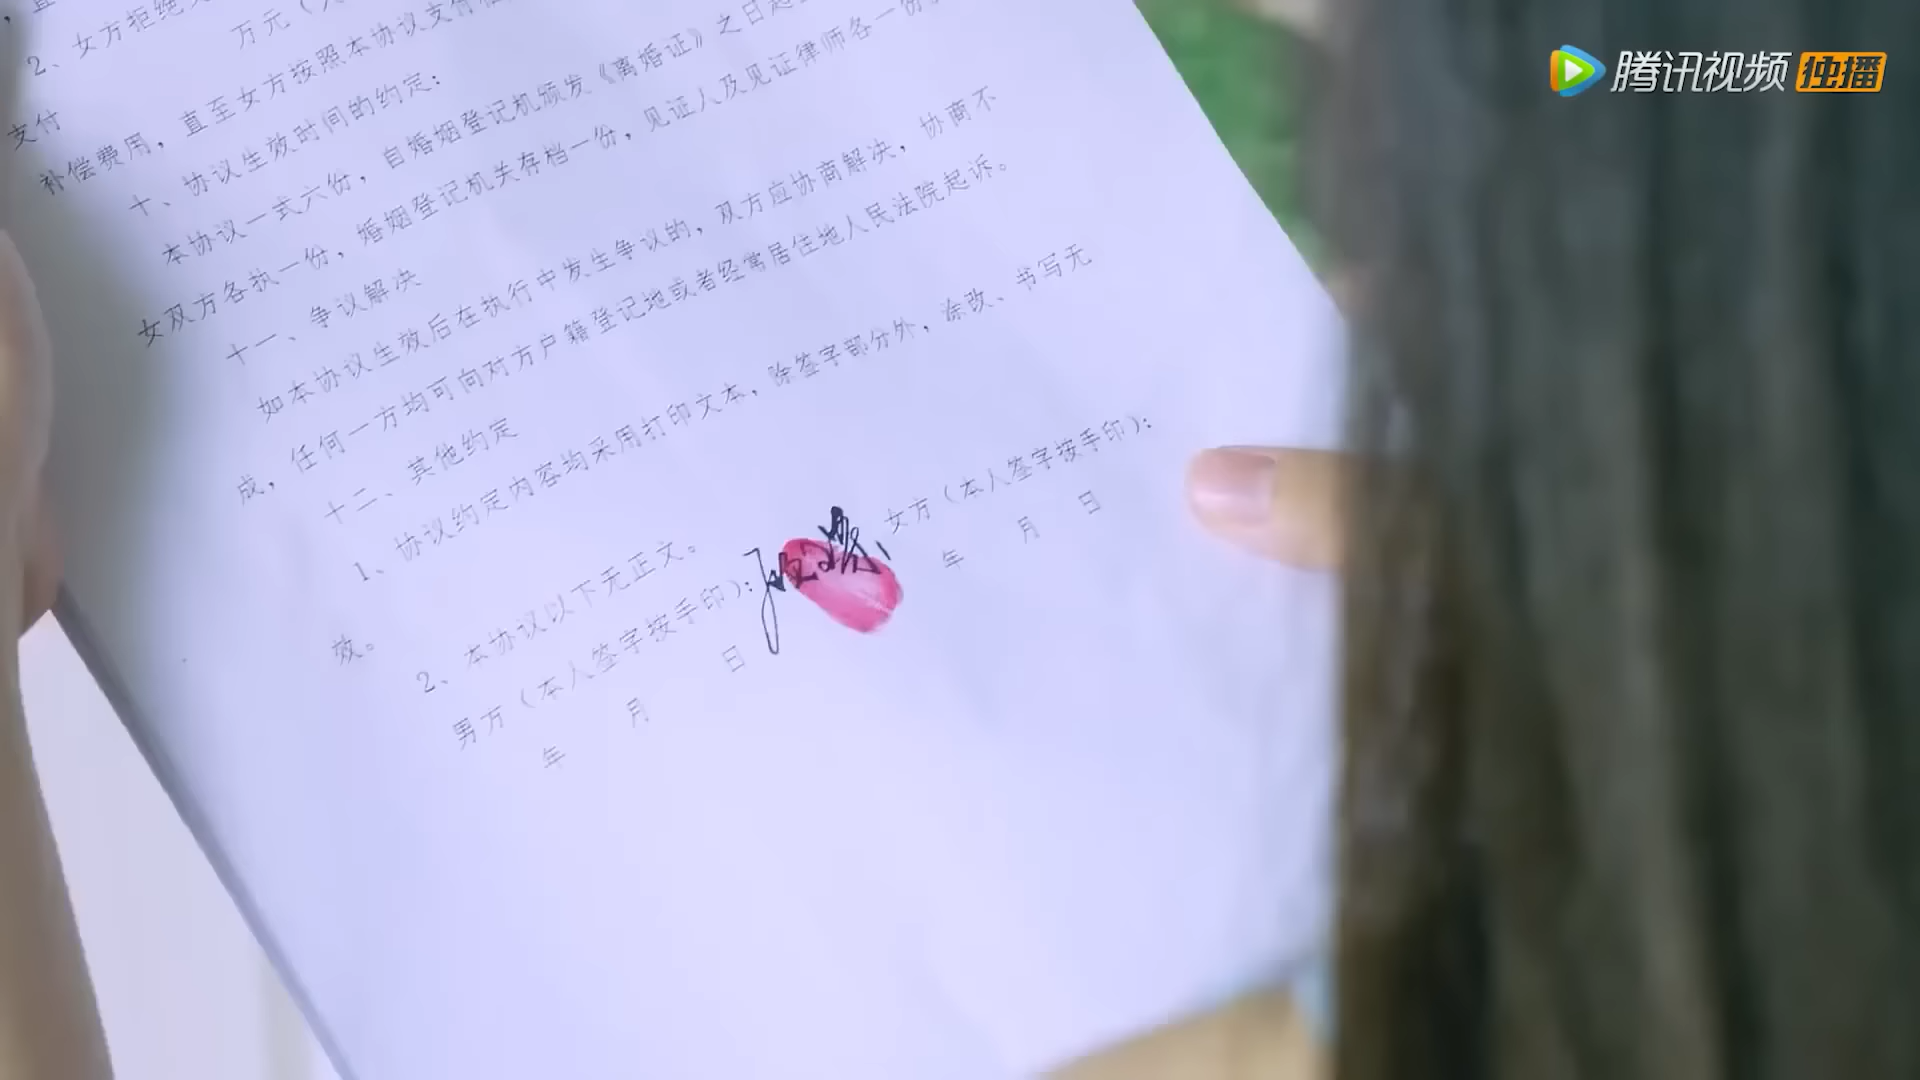 腾讯视频 独播
2、女方拒绝
万元（
支付
补偿费用，直至女方按照本协议支付
十、协议生效时间的约定：
本协议一式六份，自婚姻登记机颁发《离婚证》之日起
女双方各执一份，婚姻登记机关存档一份，见证人及见证律师各一份
十一、争议解决
如本协议生效后在执行中发生争议的，双方应协商解决，协商不
成，任何一方均可向对方户籍登记地或者经常居住地人民法院起诉。
十二、其他约定
1、协议约定内容均采用打印文本，除签字部分外，涂改、书写无
效。
2、本协议以下无正文。
男方（本人签字按手印）： 女方（本人签字按手印）：
年 月 日 年 月 日